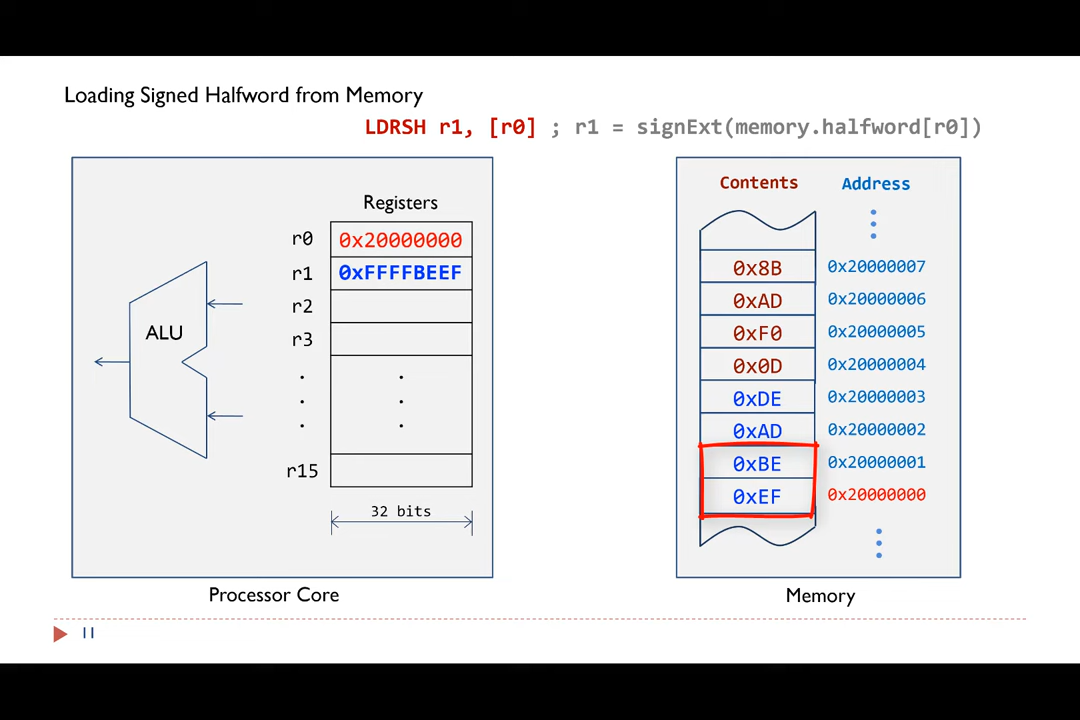 Loading Signed Halfword from Memory
LDRSH r1, [r0] ; r1 = signExt(memory.halfword[r0])
Registers
r0 0x20000000
r1 0xFFFFBEEF
r2
r3
r15
ALU
32 bits
Processor Core
Contents Address
0x8B 0x20000007
0xAD 0x20000006
0xF0 0x20000005
0x0D 0x20000004
0xDE 0x20000003
0xAD 0x20000002
0xBE 0x20000001
0xEF 0x20000000
Memory
11